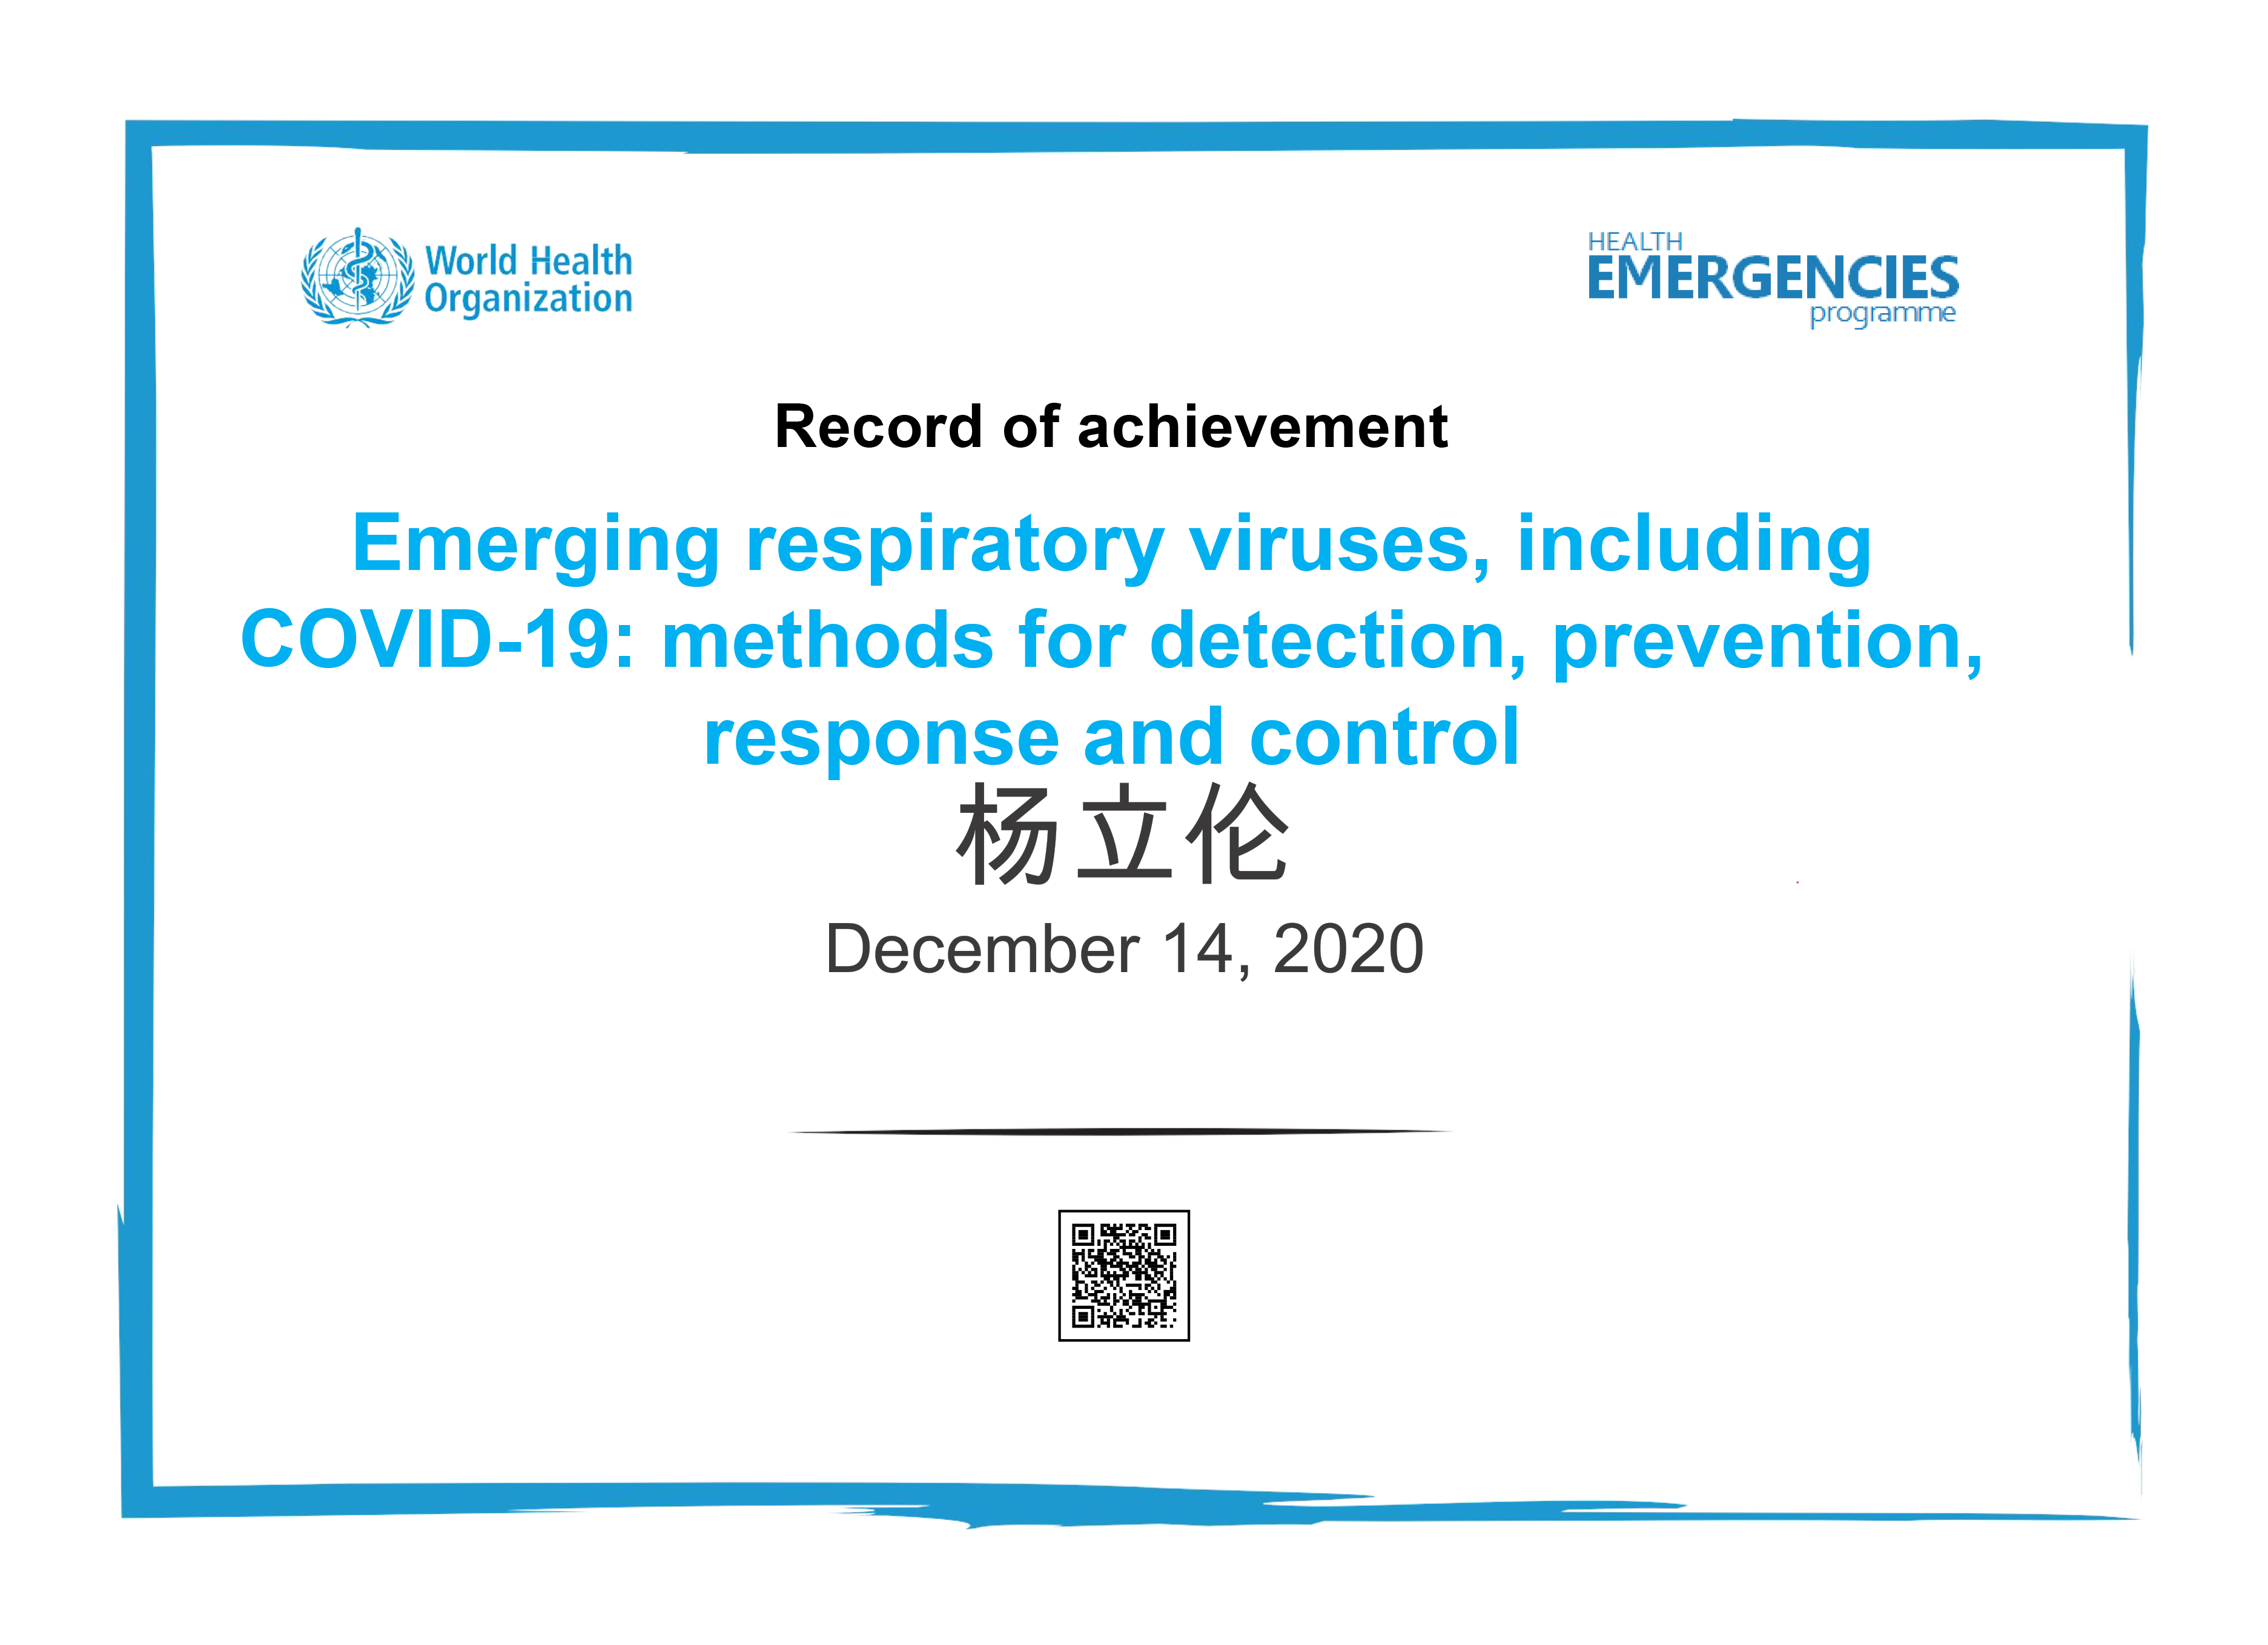 World Health
Organization
HEALTH
EMERGENCIES
programme
Record of achievement
Emerging respiratory viruses, including
COVID-19: methods for detection, prevention,
response and control
杨立伦
December 14, 2020